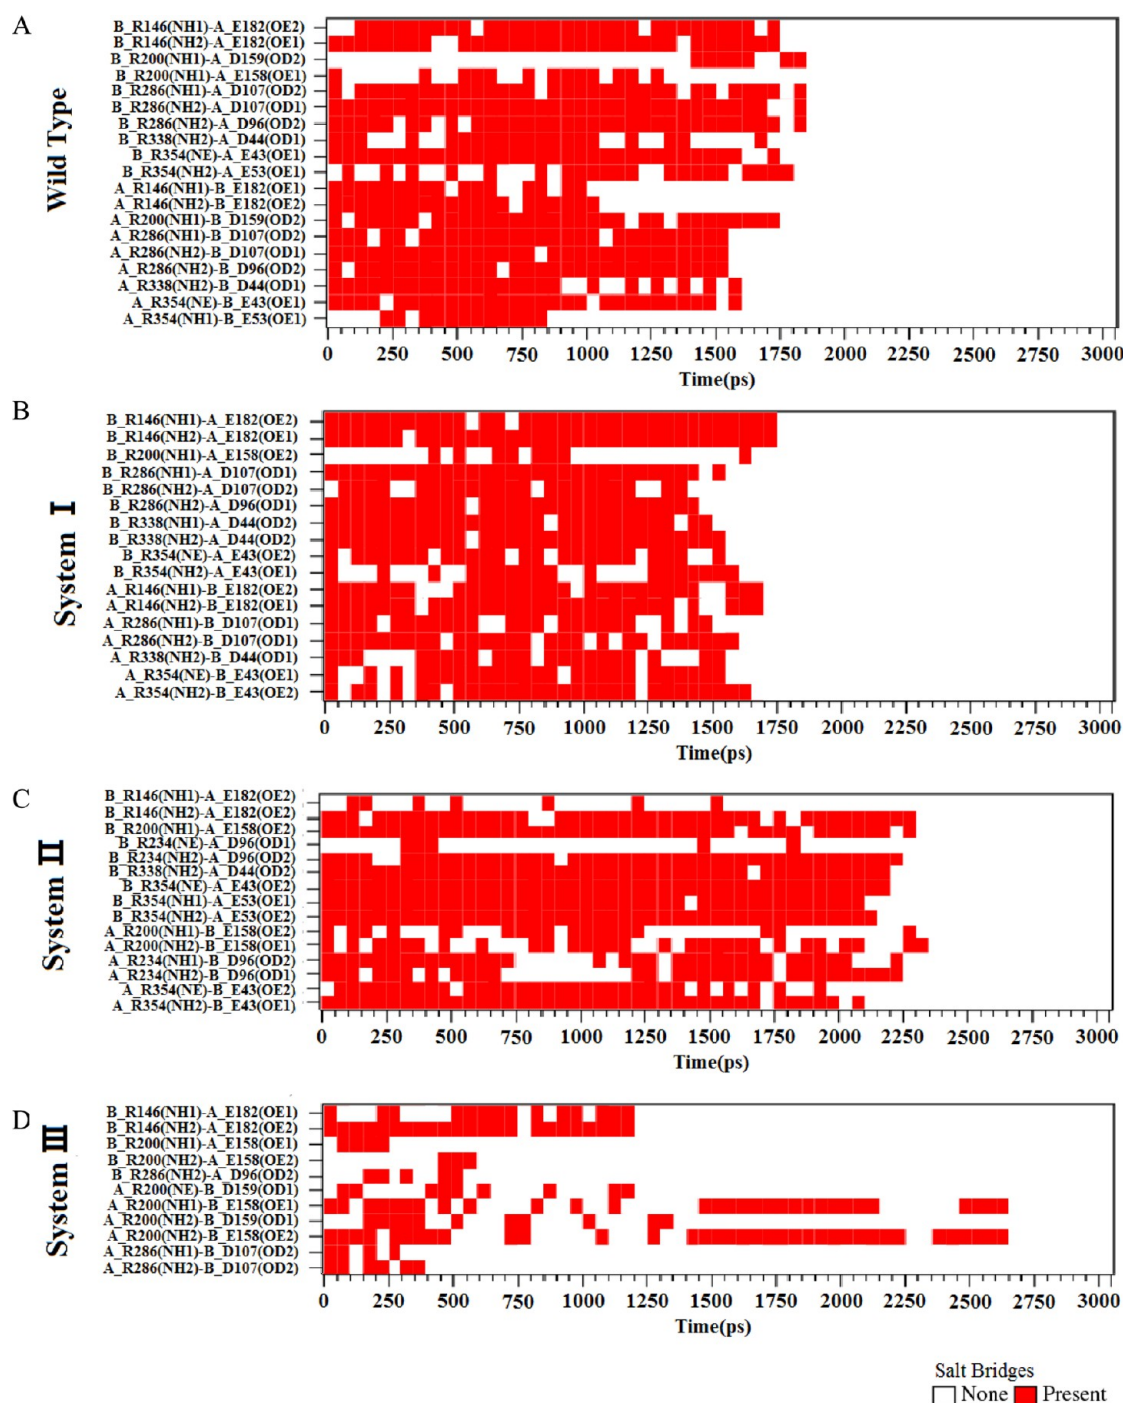 A
Wild Type
B_R146(NH1)-A_E182(OE2)
B_R146(NH2)-A_E182(OE1)
B_R200(NH1)-A_D159(OD2)
B_R200(NH1)-A_E158(OE1)
B_R286(NH1)-A_D107(OD2)
B_R286(NH2)-A_D107(OD1)
B_R286(NH2)-A_D96(OD2)
B_R338(NH2)-A_D44(OD1)
B_R354(NE)-A_E43(OE1)
B_R354(NH2)-A_E53(OE1)
A_R146(NH1)-B_E182(OE1)
A_R146(NH2)-B_E182(OE2)
A_R200(NH1)-B_D159(OD2)
A_R286(NH1)-B_D107(OD2)
A_R286(NH2)-B_D107(OD1)
A_R286(NH2)-B_D96(OD2)
A_R338(NH2)-B_D44(OD1)
A_R354(NE)-B_E43(OE1)
A_R354(NH1)-B_E53(OE1)
0 250 500 750 1000 1250 1500 1750 2000 2250 2500 2750 3000
Time(ps)
B
System I
B_R146(NH1)-A_E182(OE2)
B_R146(NH2)-A_E182(OE1)
B_R200(NH1)-A_E158(OE2)
B_R286(NH1)-A_D107(OD1)
B_R286(NH2)-A_D107(OD2)
B_R286(NH2)-A_D96(OD1)
B_R338(NH1)-A_D44(OD2)
B_R338(NH2)-A_D44(OD2)
B_R354(NE)-A_E43(OE2)
B_R354(NH2)-A_E43(OE1)
A_R146(NH1)-B_E182(OE2)
A_R146(NH2)-B_E182(OE1)
A_R286(NH1)-B_D107(OD1)
A_R286(NH2)-B_D107(OD1)
A_R338(NH2)-B_D44(OD1)
A_R354(NE)-B_E43(OE1)
A_R354(NH2)-B_E43(OE2)
0 250 500 750 1000 1250 1500 1750 2000 2250 2500 2750 3000
Time(ps)
C
System II
B_R146(NH1)-A_E182(OE2)
B_R146(NH2)-A_E182(OE2)
B_R200(NH1)-A_E158(OE2)
B_R234(NE)-A_D96(OD1)
B_R234(NH2)-A_D96(OD2)
B_R338(NH2)-A_D44(OD2)
B_R354(NE)-A_E43(OE2)
B_R354(NH1)-A_E53(OE1)
B_R354(NH2)-A_E53(OE2)
A_R200(NH1)-B_E158(OE2)
A_R200(NH2)-B_E158(OE1)
A_R234(NH1)-B_D96(OD2)
A_R234(NH2)-B_D96(OD1)
A_R354(NE)-B_E43(OE2)
A_R354(NH2)-B_E43(OE1)
0 250 500 750 1000 1250 1500 1750 2000 2250 2500 2750 3000
Time(ps)
D
System III
B_R146(NH1)-A_E182(OE1)
B_R146(NH2)-A_E182(OE2)
B_R200(NH1)-A_E158(OE1)
B_R200(NH2)-A_E158(OE2)
B_R286(NH2)-A_D96(OD2)
A_R200(NE)-B_D159(OD1)
A_R200(NH1)-B_E158(OE1)
A_R200(NH2)-B_D159(OD1)
A_R200(NH2)-B_E158(OE2)
A_R286(NH1)-B_D107(OD2)
A_R286(NH2)-B_D107(OD2)
0 250 500 750 1000 1250 1500 1750 2000 2250 2500 2750 3000
Time(ps)
Salt Bridges
None Present